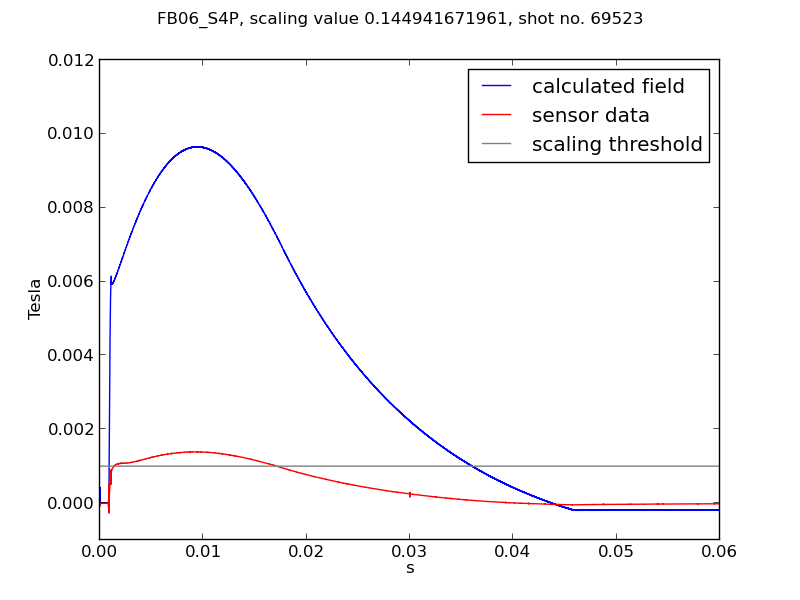 FB06_S4P, scaling value 0.144941671961, shot no. 69523
calculated field
sensor data
scaling threshold
Tesla
0.012
0.010
0.008
0.006
0.004
0.002
0.000
0.00 0.01 0.02 0.03 0.04 0.05 0.06
s